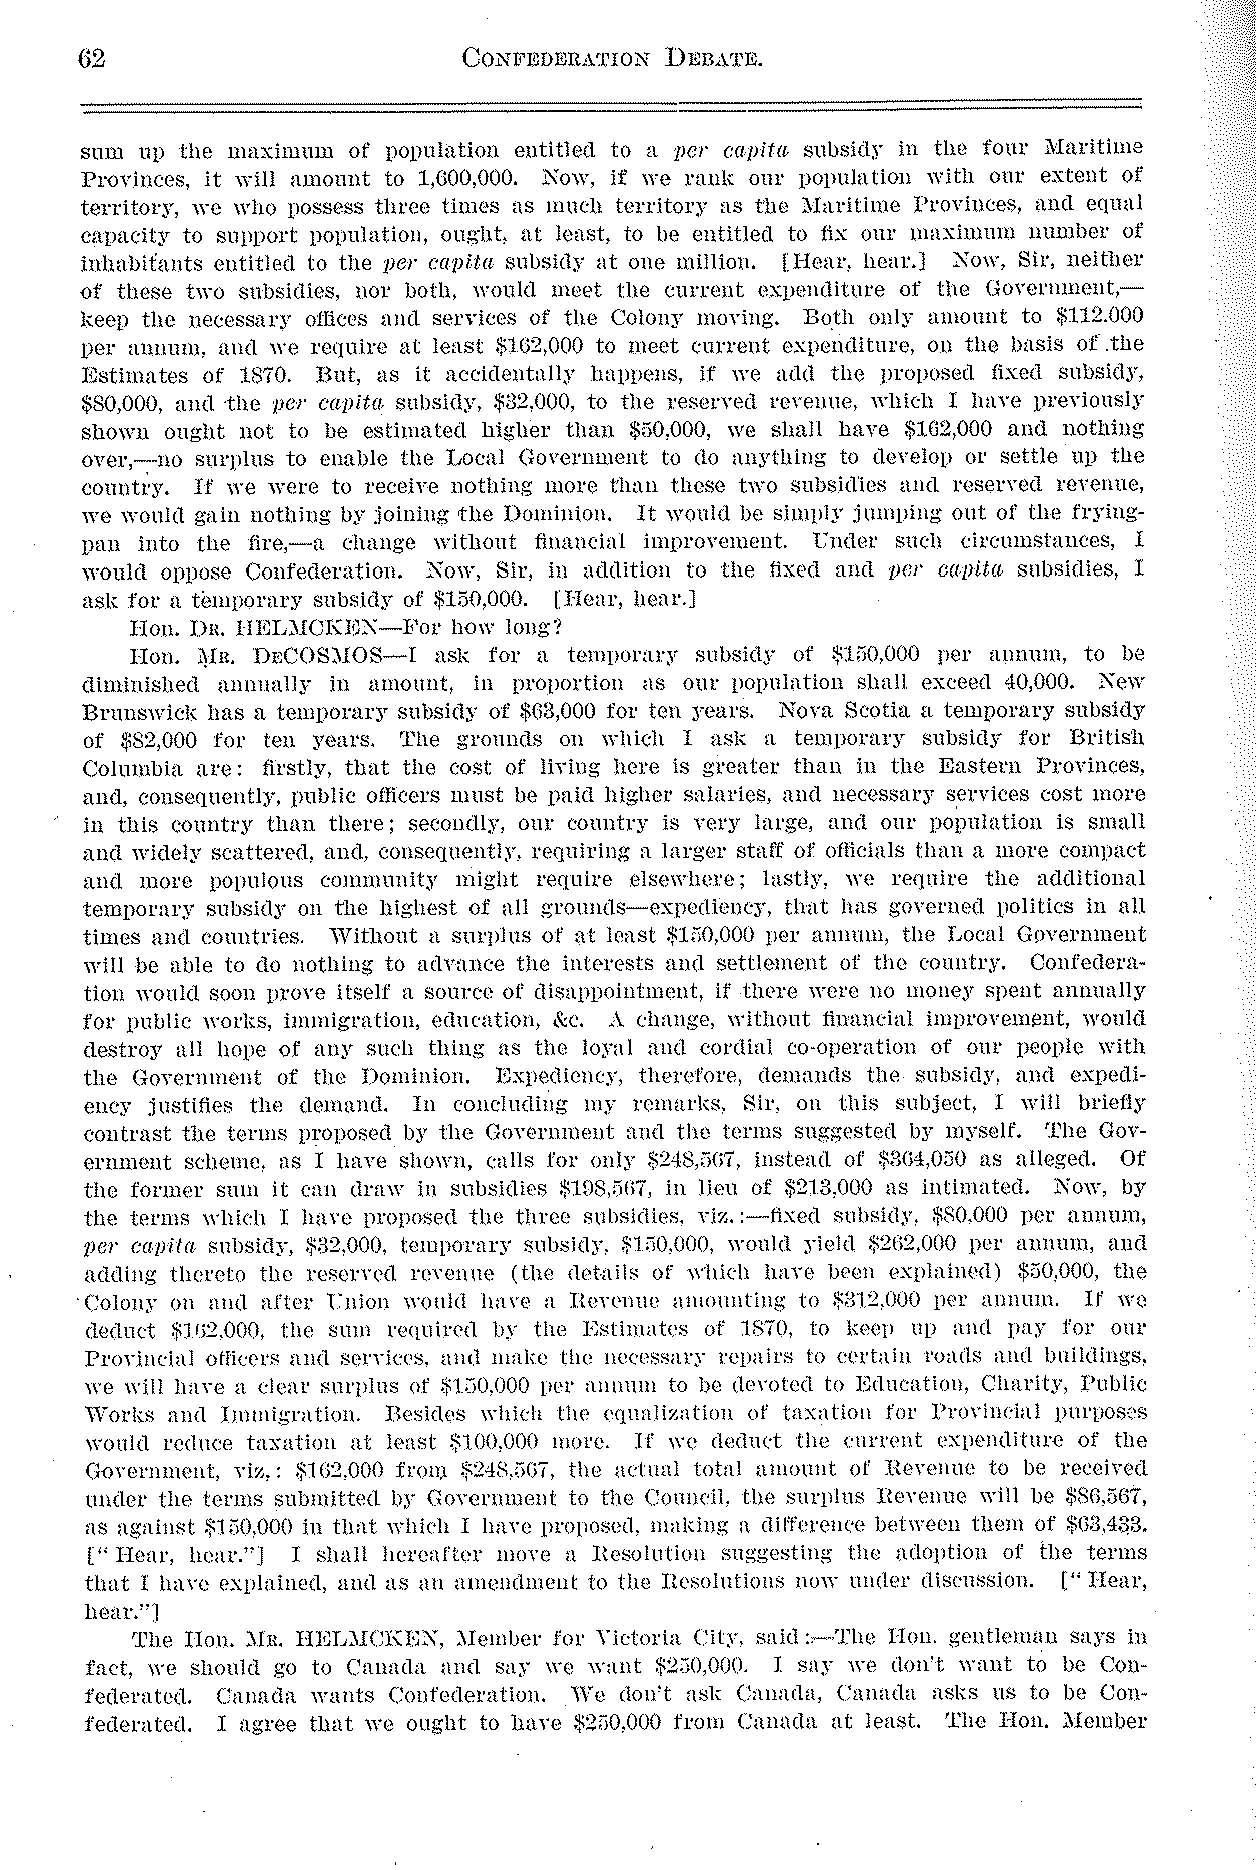 62 CONFEDERATION DEBATE.
sum up the maximum of population entitled to a per capita subsidy in the four Maritime
Provinces, it will amount to 1,600,000. Now, if we rank our population with our extent of
territory, we who possess three times as much territory as the Maritime Provinces, and equal
capacity to support population, ought, at least, to be entitled to fix our maximum number of
inhabitants entitled to the per capita subsidy at one million. [Hear, hear.] Now, Sir, neither
of these two subsidies, nor both, would meet the current expenditure of the Government,—
keep the necessary offices and services of the Colony moving. Both only amount to $112.000
per annum, and we require at least $162,000 to meet current expenditure, on the basis of the
Estimates of 1870. But, as it accidentally happens, if we add the proposed fixed subsidy,
$80,000, and the per capita subsidy, $32,000, to the reserved revenue, which I have previously
shown ought not to be estimated higher than $50,000, we shall have $162,000 and nothing
over,—no surplus to enable the Local Government to do anything to develop or settle up the
country. If we were to receive nothing more than these two subsidies and reserved revenue,
we would gain nothing by joining the Dominion. It would be simply jumping out of the frying-
pan into the fire,—a change without financial improvement. Under such circumstances, I
would oppose Confederation. Now, Sir, in addition to the fixed and per capita subsidies, I
ask for a temporary subsidy of $150,000. [Hear, hear.]
Hon. DR. HELMCKEN—For how long?
Hon. MR. DECOSMOS—I ask for a temporary subsidy of $150,000 per annum, to be
diminished annually in amount, in proportion as our population shall exceed 40,000. New
Brunswick has a temporary subsidy of $63,000 for ten years. Nova Scotia a temporary subsidy
of $82,000 for ten years. The grounds on which I ask a temporary subsidy for British
Columbia are: firstly, that the cost of living here is greater than in the Eastern Provinces,
and, consequently, public officers must be paid higher salaries, and necessary services cost more
in this country than there; secondly, our country is very large, and our population is small
and widely scattered, and, consequently, requiring a larger staff of officials than a more compact
and more populous community might require elsewhere; lastly, we require the additional
temporary subsidy on the highest of all grounds—expediency, that has governed politics in all
times and countries. Without a surplus of at least $150,000 per annum, the Local Government
will be able to do nothing to advance the interests and settlement of the country. Confedera-
tion would soon prove itself a source of disappointment, if there were no money spent annually
for public works, immigration, education, &c. A change, without financial improvement, would
destroy all hope of any such thing as the loyal and cordial co-operation of our people with
the Government of the Dominion. Expediency, therefore, demands the subsidy, and expedi-
ency justifies the demand. In concluding my remarks, Sir, on this subject, I will briefly
contrast the terms proposed by the Government and the terms suggested by myself. The Gov-
ernment scheme, as I have shown, calls for only $248,567, instead of $364,050 as alleged. Of
the former sum it can draw in subsidies $198,567, in lieu of $213,000 as intimated. Now, by
the terms which I have proposed the three subsidies, viz.:—fixed subsidy, $80,000 per annum,
per capita subsidy, $32,000, temporary subsidy, $150,000, would yield $262,000 per annum, and
adding thereto the reserved revenue (the details of which have been explained) $50,000, the
Colony on and after Union would have a Revenue amounting to $312,000 per annum. If we
deduct $162,000, the sum required by the Estimates of 1870, to keep up and pay for our
Provincial officers and services, and make the necessary repairs to certain roads and buildings,
we will have a clear surplus of $150,000 per annum to be devoted to Education, Charity, Public
Works and Immigration. Besides which the equalization of taxation for Provincial purposes
would reduce taxation at least $100,000 more. If we deduct the current expenditure of the
Government, viz,: $162,000 from $248,567, the actual total amount of Revenue to be received
under the terms submitted by Government to the Council, the surplus Revenue will be $86,567,
as against $150,000 in that which I have proposed, making a difference between them of $63,433.
["Hear, hear."] I shall hereafter move a Resolution suggesting the adoption of the terms
that I have explained, and as an amendment to the Resolutions now under discussion. ["Hear,
hear."]
The Hon. MR. HELMCKEN, Member for Victoria City, said:—The Hon. gentleman says in
fact, we should go to Canada and say we want $250,000. I say we don't want to be Con-
federated. Canada wants Confederation. We don't ask Canada, Canada asks us to be Con-
federated. I agree that we ought to have $250,000 from Canada at least. The Hon. Member